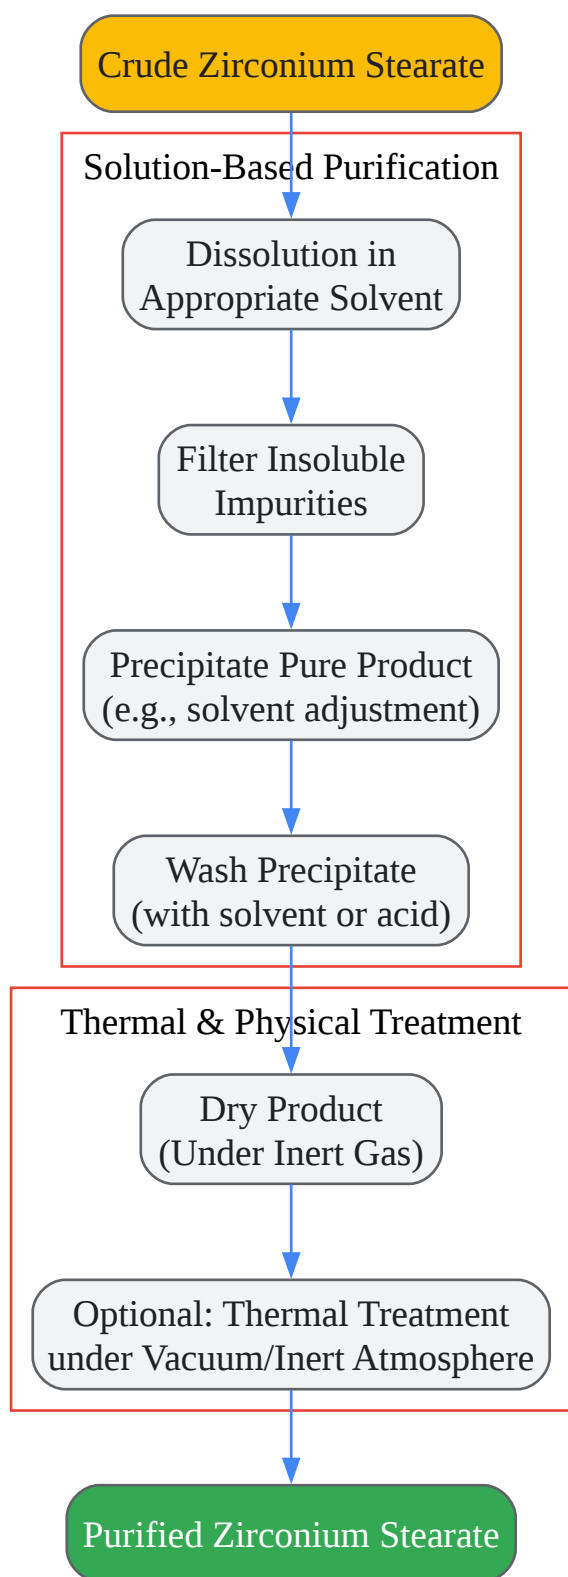 Crude Zirconium Stearate
Solution-Based Purification
Dissolution in
Appropriate Solvent
Filter Insoluble
Impurities
Precipitate Pure Product
(e.g., solvent adjustment)
Wash Precipitate
(with solvent or acid)
Thermal & Physical Treatment
Dry Product
(Under Inert Gas)
Optional: Thermal Treatment
under Vacuum/Inert Atmosphere
Purified Zirconium Stearate